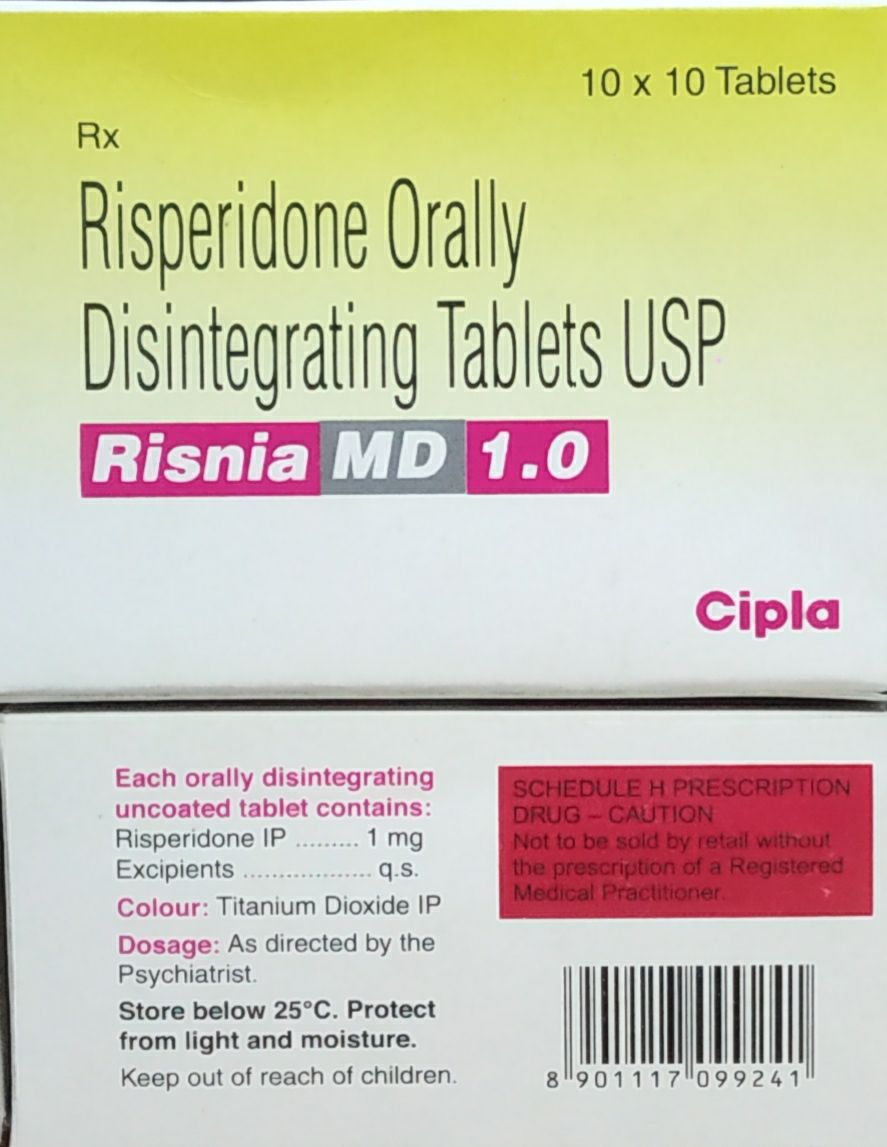 10 x 10 Tablets
Rx
Risperidone Orally
Disintegrating Tablets USP
Risnia MD 1.0
Cipla
Each orally disintegrating
uncoated tablet contains:
Risperidone IP ......... 1 mg
Excipients ................... q.s.
Colour: Titanium Dioxide IP
Dosage: As directed by the
Psychiatrist.
Store below 25°C. Protect
from light and moisture.
Keep out of reach of children.
SCHEDULE H PRESCRIPTION
DRUG – CAUTION
Not to be sold by retail without
the prescription of a Registered
Medical Practitioner.
8 901117 099241